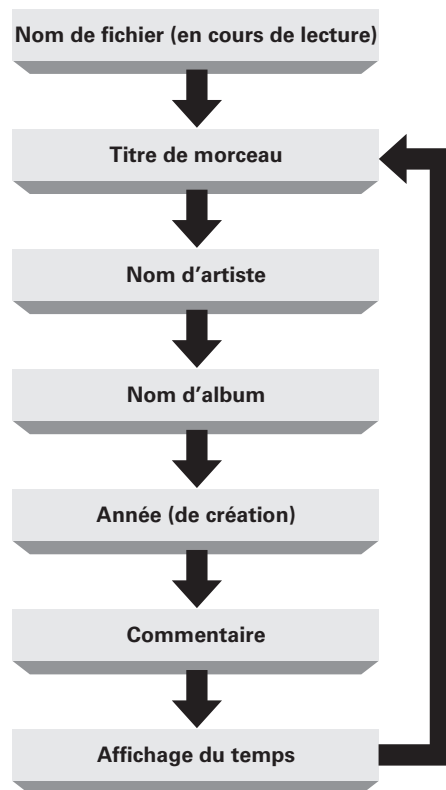 Nom de fichier (en cours de lecture)
Titre de morceau
Nom d'artiste
Nom d'album
Année (de création)
Commentaire
Affichage du temps